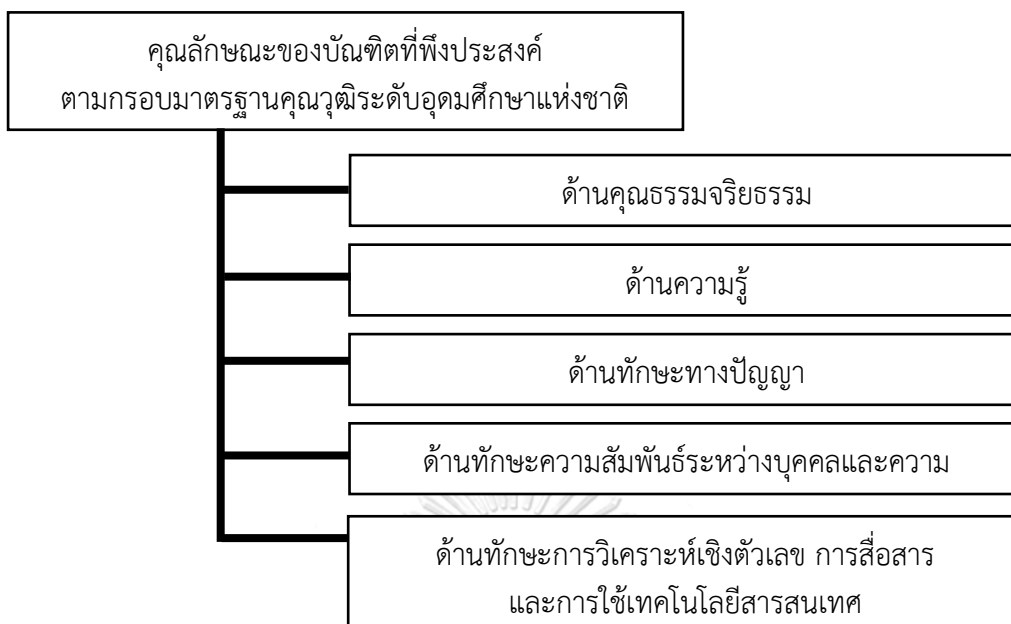 คุณลักษณะของบัณฑิตที่พึงประสงค์
ตามกรอบมาตรฐานคุณวุฒิระดับอุดมศึกษาแห่งชาติ
ด้านคุณธรรมจริยธรรม
ด้านความรู้
ด้านทักษะทางปัญญา
ด้านทักษะความสัมพันธ์ระหว่างบุคคลและความ
ด้านทักษะการวิเคราะห์เชิงตัวเลข การสื่อสาร
และการใช้เทคโนโลยีสารสนเทศ